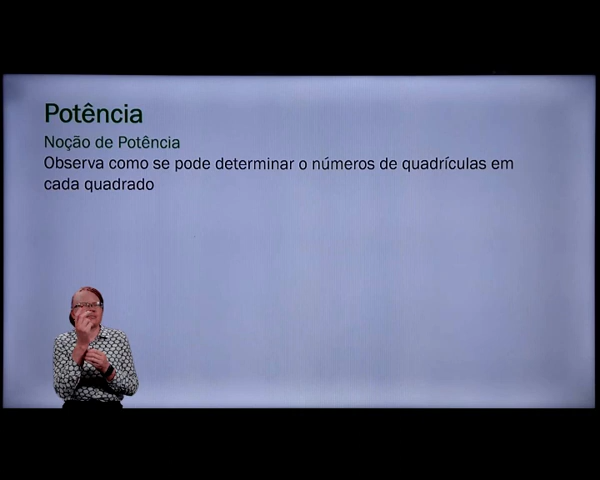 Potência
Noção de Potência
Observa como se pode determinar o números de quadrículas em
cada quadrado